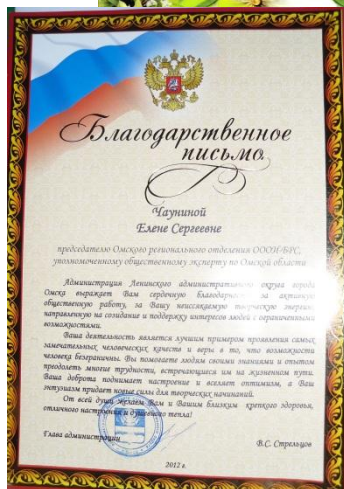 Благодарственное
письмо
Чауниной
Елене Сергеевне
председателю Омского регионального отделения ОООИ-БРС,
уполномоченному общественному эксперту по Омской области
Администрация Ленинского административного округа города
Омска выражает Вам сердечную благодарность за активную
общественную работу, за Вашу неиссякаемую творческую энергию,
направленную на созидание и поддержку интересов людей с ограниченными
возможностями.
Ваша деятельность является лучшим примером проявления самых
замечательных человеческих качеств и веры в то, что возможности
человека безграничны. Вы помогаете людям своими знаниями и опытом
преодолеть многие трудности, встречающиеся им на жизненном пути.
Ваша доброта поднимает настроение и вселяет оптимизм, а Ваш
энтузиазм придает новые силы для творческих начинаний.
От всей души желаем Вам и Вашим близким крепкого здоровья,
отличного настроения и душевного тепла!
Глава администрации
В.С. Стрельцов
2012 г.